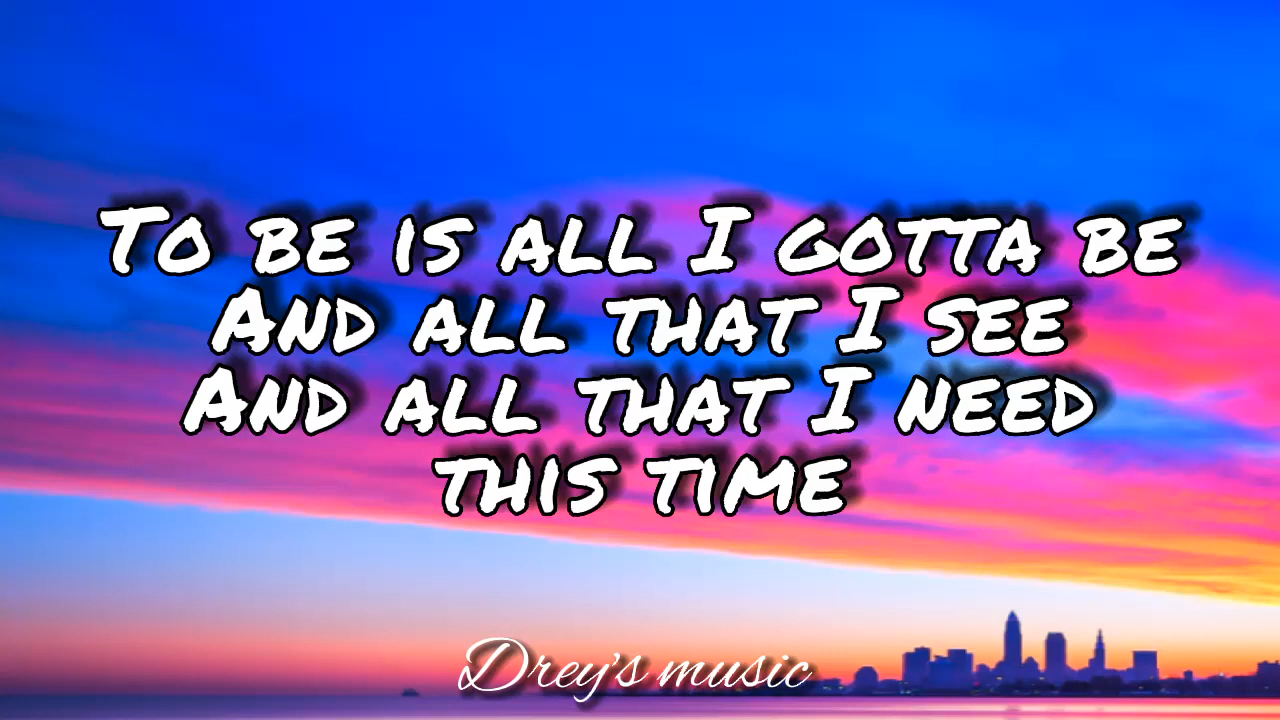 To be is all I gotta be
And all that I see
And all that I need
this time
Drey's music